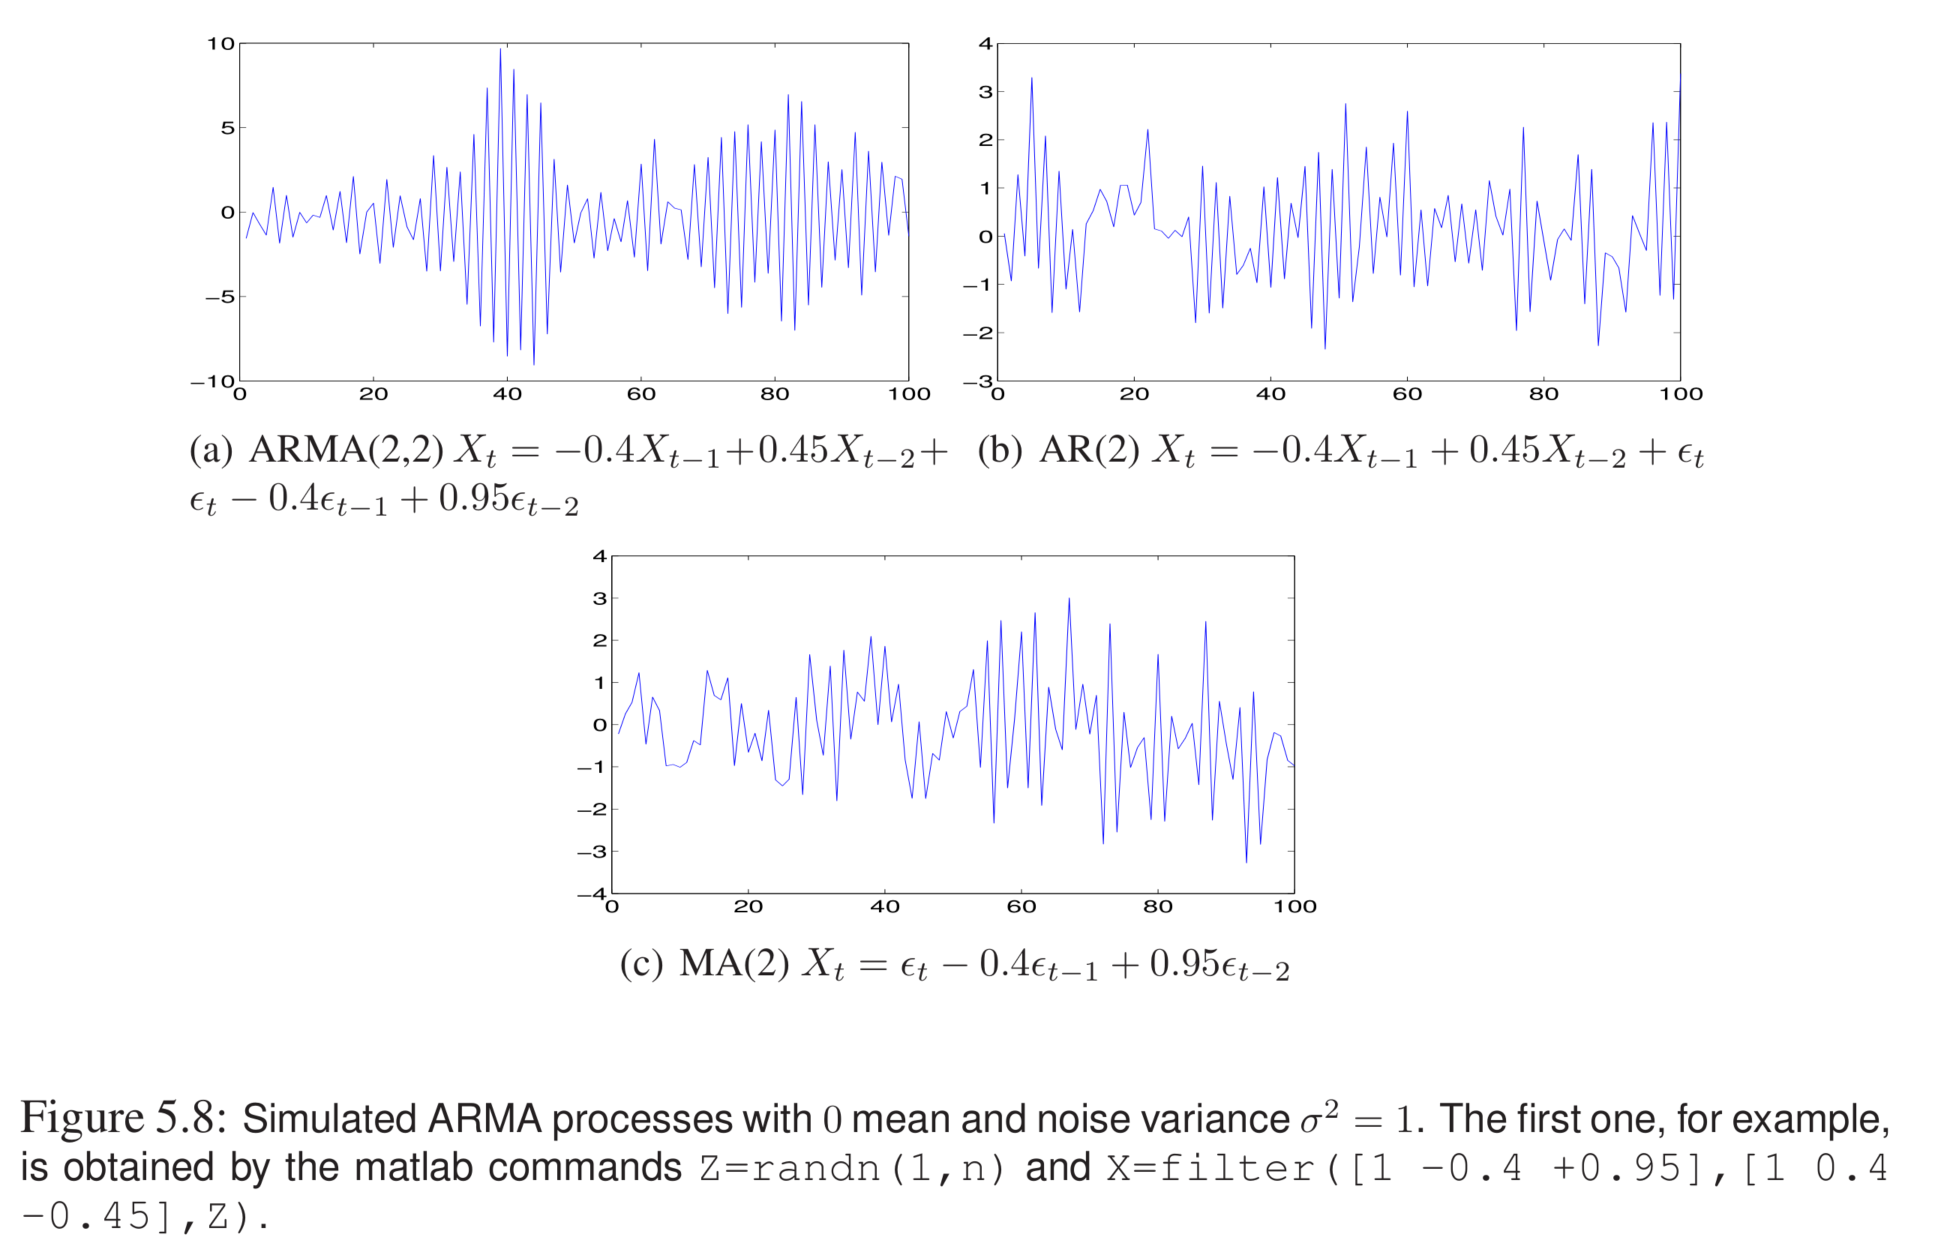 10
5
0
−5
−10
0 20 40 60 80 100
4
3
2
1
0
−1
−2
−3
0 20 40 60 80 100
(a) ARMA(2,2) X_t = −0.4X_{t−1}+0.45X_{t−2}+
ϵ_t − 0.4ϵ_{t−1} + 0.95ϵ_{t−2}
(b) AR(2) X_t = −0.4X_{t−1} + 0.45X_{t−2} + ϵ_t
4
3
2
1
0
−1
−2
−3
−4
0 20 40 60 80 100
(c) MA(2) X_t = ϵ_t − 0.4ϵ_{t−1} + 0.95ϵ_{t−2}
Figure 5.8: Simulated ARMA processes with 0 mean and noise variance σ² = 1. The first one, for example,
is obtained by the matlab commands Z=randn(1,n) and X=filter([1 -0.4 +0.95],[1 0.4
-0.45],Z).